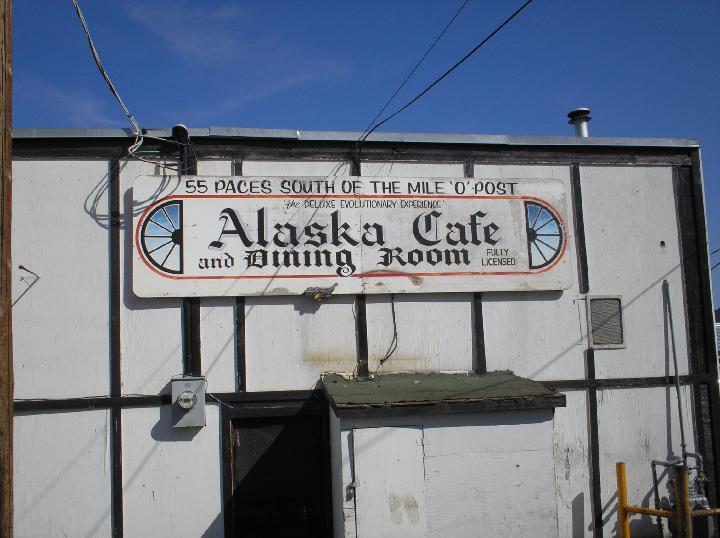 55 PACES SOUTH OF THE MILE 'O' POST
'the DELUXE EVOLUTIONARY EXPERIENCE'
Alaska Cafe
and Dining Room FULLY LICENSED